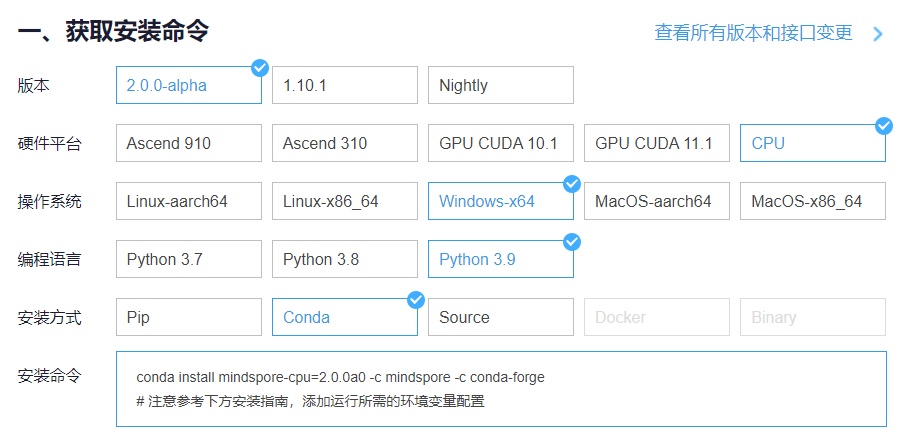 一、获取安装命令
查看所有版本和接口变更
版本 2.0.0-alpha 1.10.1 Nightly
硬件平台 Ascend 910 Ascend 310 GPU CUDA 10.1 GPU CUDA 11.1 CPU
操作系统 Linux-aarch64 Linux-x86_64 Windows-x64 MacOS-aarch64 MacOS-x86_64
编程语言 Python 3.7 Python 3.8 Python 3.9
安装方式 Pip Conda Source Docker Binary
安装命令 conda install mindspore-cpu=2.0.0a0 -c mindspore -c conda-forge
# 注意参考下方安装指南，添加运行所需的环境变量配置